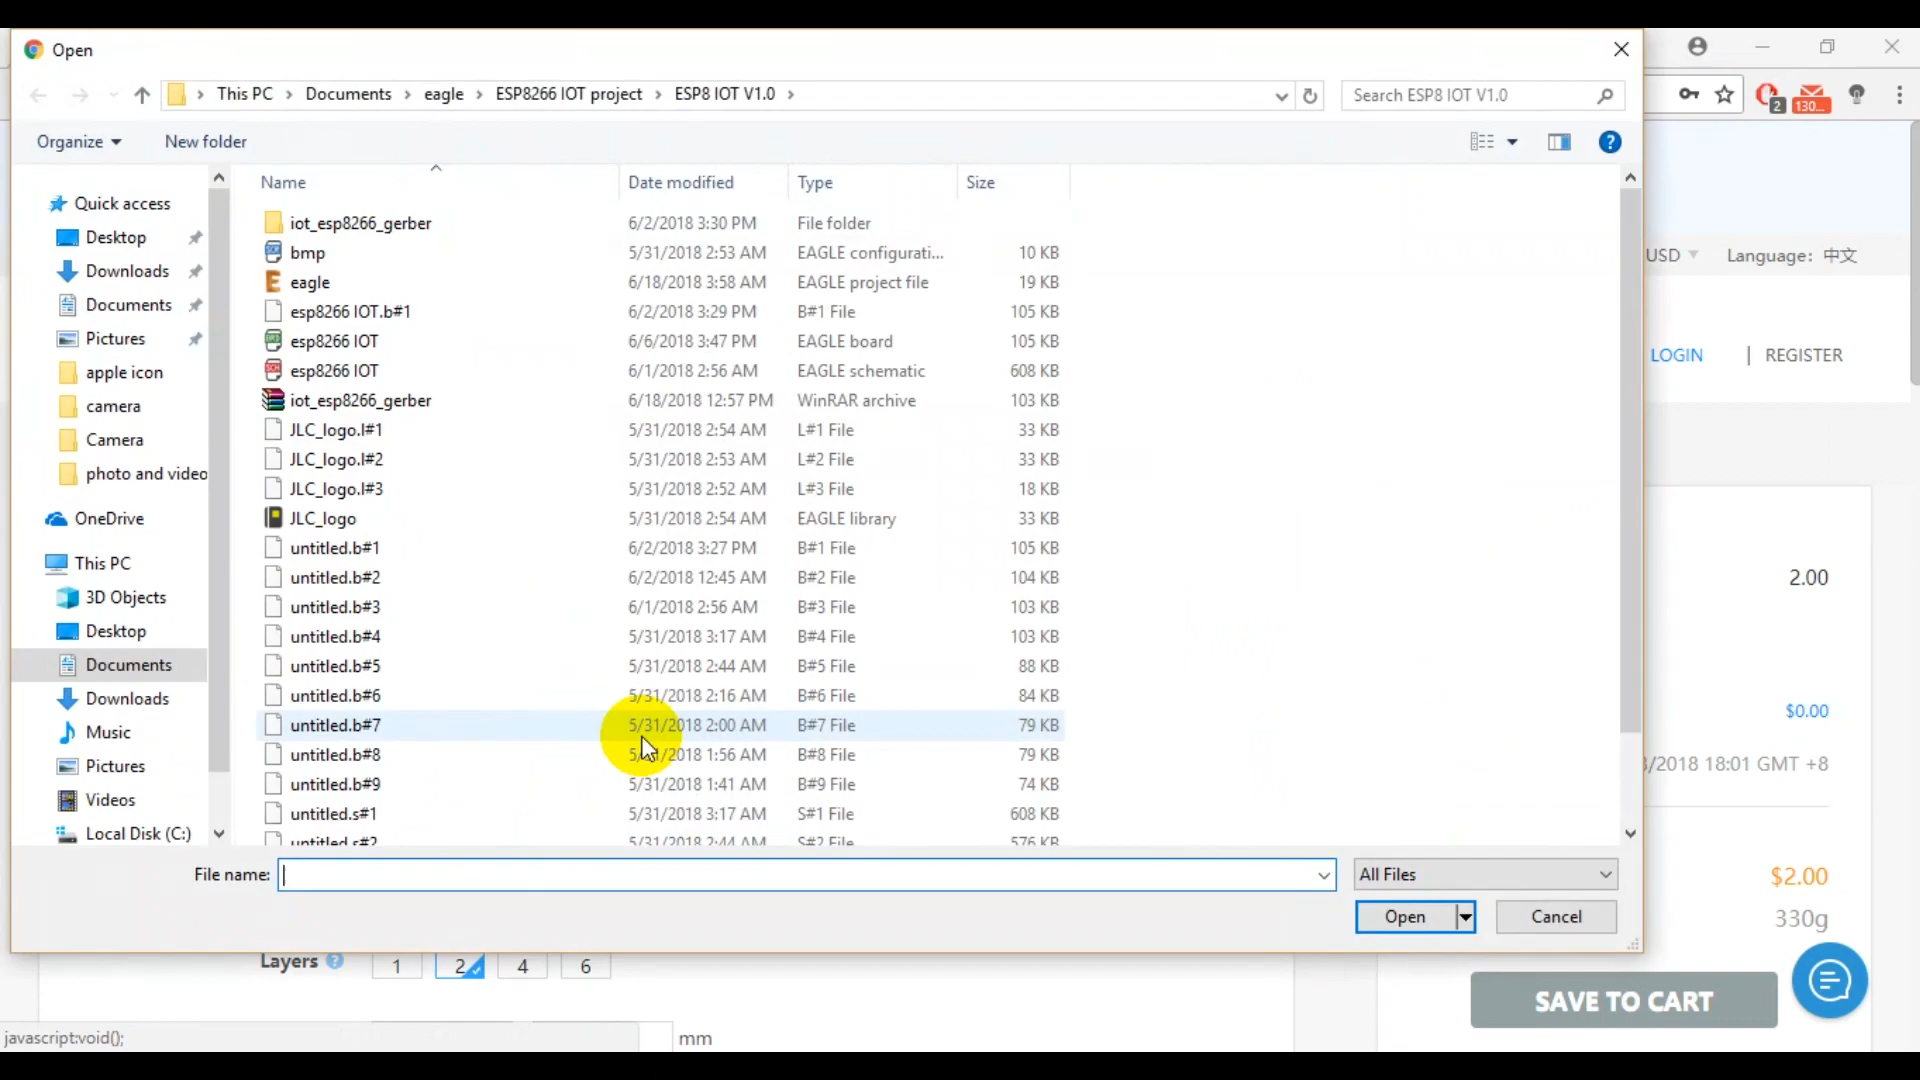 Open
This PC > Documents > eagle > ESP8266 IOT project > ESP8 IOT V1.0 >
Search ESP8 IOT V1.0
2
130...
Organize
New folder
Name Date modified Type Size
Quick access
Desktop
Downloads
Documents
Pictures
apple icon
camera
Camera
photo and video
OneDrive
This PC
3D Objects
Desktop
Documents
Downloads
Music
Pictures
Videos
Local Disk (C:)
iot_esp8266_gerber 6/2/2018 3:30 PM File folder
bmp 5/31/2018 2:53 AM EAGLE configurati... 10 KB
eagle 6/18/2018 3:58 AM EAGLE project file 19 KB
esp8266 IOT.b#1 6/2/2018 3:29 PM B#1 File 105 KB
esp8266 IOT 6/6/2018 3:47 PM EAGLE board 105 KB
esp8266 IOT 6/1/2018 2:56 AM EAGLE schematic 608 KB
iot_esp8266_gerber 6/18/2018 12:57 PM WinRAR archive 103 KB
JLC_logo.l#1 5/31/2018 2:54 AM L#1 File 33 KB
JLC_logo.l#2 5/31/2018 2:53 AM L#2 File 33 KB
JLC_logo.l#3 5/31/2018 2:52 AM L#3 File 18 KB
JLC_logo 5/31/2018 2:54 AM EAGLE library 33 KB
untitled.b#1 6/2/2018 3:27 PM B#1 File 105 KB
untitled.b#2 6/2/2018 12:45 AM B#2 File 104 KB
untitled.b#3 6/1/2018 2:56 AM B#3 File 103 KB
untitled.b#4 5/31/2018 3:17 AM B#4 File 103 KB
untitled.b#5 5/31/2018 2:44 AM B#5 File 88 KB
untitled.b#6 5/31/2018 2:16 AM B#6 File 84 KB
untitled.b#7 5/31/2018 2:00 AM B#7 File 79 KB
untitled.b#8 5/31/2018 1:56 AM B#8 File 79 KB
untitled.b#9 5/31/2018 1:41 AM B#9 File 74 KB
untitled.s#1 5/31/2018 3:17 AM S#1 File 608 KB
untitled.s#2 5/31/2018 2:44 AM S#2 File 576 KB
File name:
All Files
Open
Cancel
USD Language: 中文
LOGIN | REGISTER
2.00
$0.00
/2018 18:01 GMT +8
$2.00
330g
SAVE TO CART
Layers ? 1 2 4 6
mm
javascript:void();